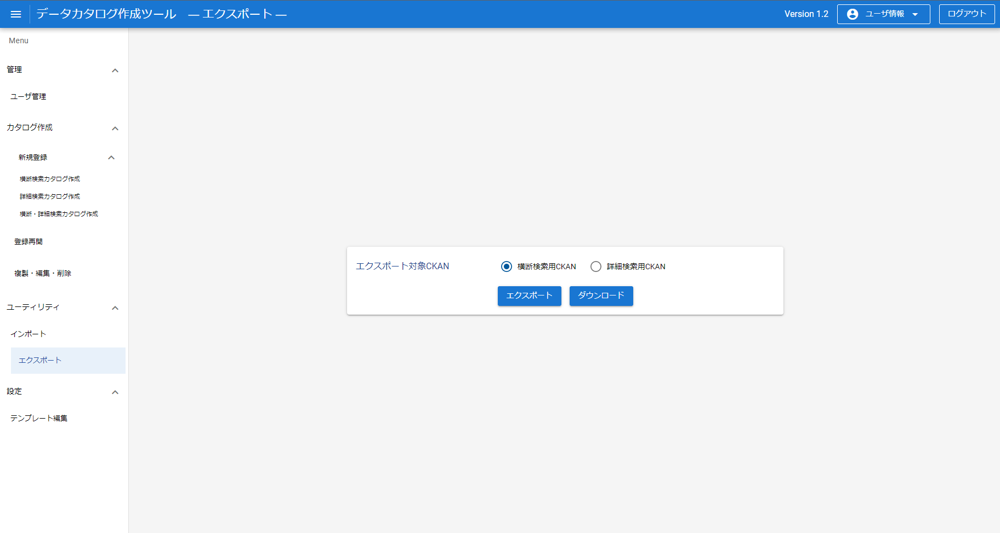 データカタログ作成ツール — エクスポート —
Version 1.2
ユーザ情報
ログアウト
Menu
管理
ユーザ管理
カタログ作成
新規登録
横断検索カタログ作成
詳細検索カタログ作成
横断・詳細検索カタログ作成
登録再開
複製・編集・削除
ユーティリティ
インポート
エクスポート
設定
テンプレート編集
エクスポート対象CKAN
横断検索用CKAN
詳細検索用CKAN
エクスポート
ダウンロード